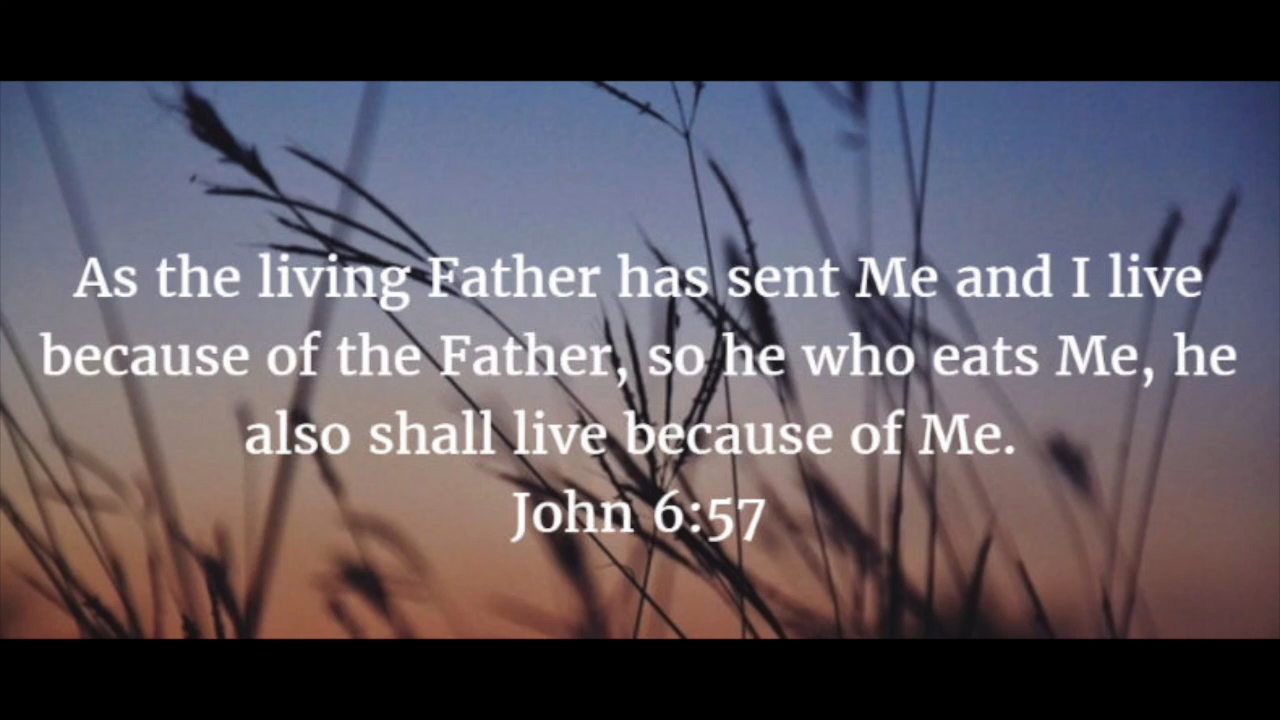 As the living Father has sent Me and I live
because of the Father, so he who eats Me, he
also shall live because of Me.
John 6:57